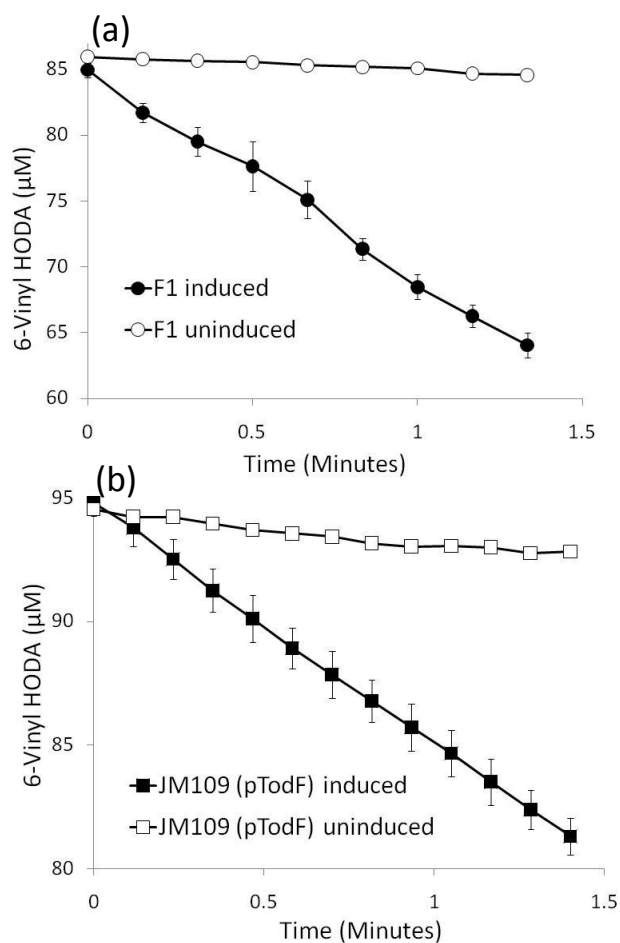 (a)
85
80
75
70
65
60
6-Vinyl HODA (µM)
F1 induced
F1 uninduced
0 0.5 1 1.5
Time (Minutes)
(b)
95
90
85
80
6-Vinyl HODA (µM)
JM109 (pTodF) induced
JM109 (pTodF) uninduced
0 0.5 1 1.5
Time (Minutes)